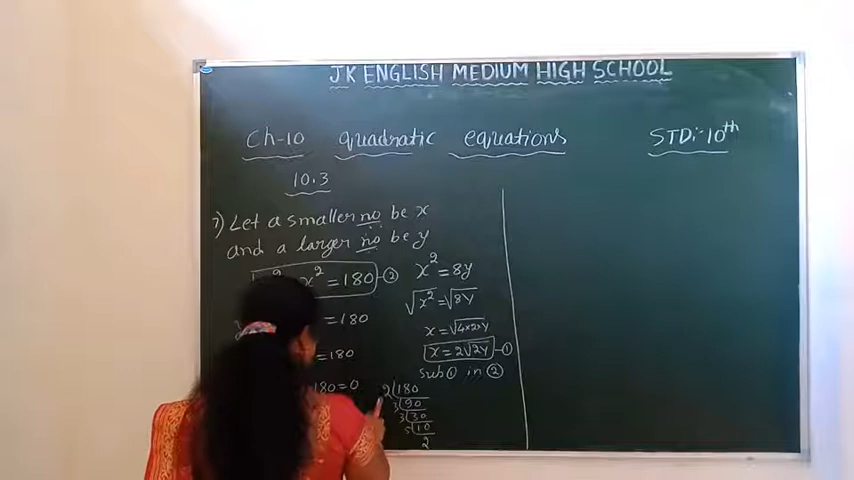 JK ENGLISH MEDIUM HIGH SCHOOL
Ch-10 quadratic equations STD:-10th
10.3
7) Let a smaller no be x
and a larger no be y
x² = 180 -②
= 180
= 180
180 = 0
x² = 8y
√x² = √8y
x = √4×2×y
x = 2√2y -①
sub ① in ②
2 | 180
3 | 90
3 | 30
5 | 10
2